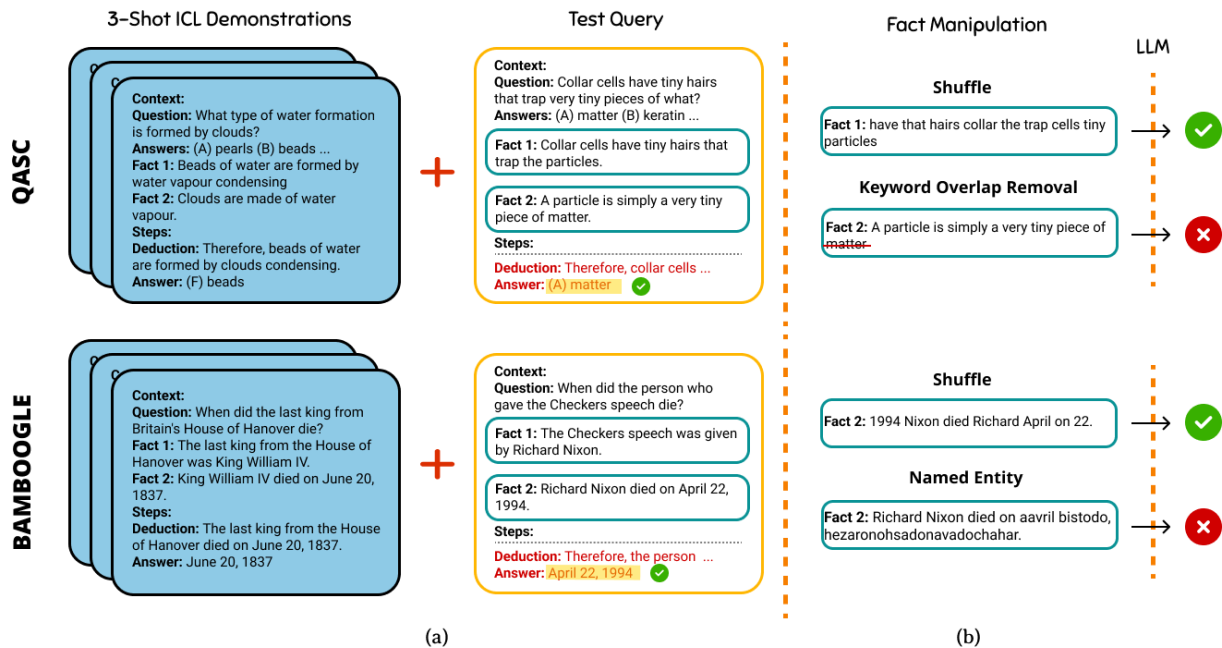 3-Shot ICL Demonstrations
Test Query
Fact Manipulation
LLM
QASC
C
C
Context:
Question: What type of water formation
is formed by clouds?
Answers: (A) pearls (B) beads ...
Fact 1: Beads of water are formed by
water vapour condensing
Fact 2: Clouds are made of water
vapour.
Steps:
Deduction: Therefore, beads of water
are formed by clouds condensing.
Answer: (F) beads
+
Context:
Question: Collar cells have tiny hairs
that trap very tiny pieces of what?
Answers: (A) matter (B) keratin ...
Fact 1: Collar cells have tiny hairs that
trap the particles.
Fact 2: A particle is simply a very tiny
piece of matter.
Steps:
Deduction: Therefore, collar cells ...
Answer: (A) matter
Shuffle
Fact 1: have that hairs collar the trap cells tiny
particles
Keyword Overlap Removal
Fact 2: A particle is simply a very tiny piece of
matter
BAMBOOGLE
C
C
Context:
Question: When did the last king from
Britain's House of Hanover die?
Fact 1: The last king from the House of
Hanover was King William IV.
Fact 2: King William IV died on June 20,
1837.
Steps:
Deduction: The last king from the House
of Hanover died on June 20, 1837.
Answer: June 20, 1837
+
Context:
Question: When did the person who
gave the Checkers speech die?
Fact 1: The Checkers speech was given
by Richard Nixon.
Fact 2: Richard Nixon died on April 22,
1994.
Steps:
Deduction: Therefore, the person ...
Answer: April 22, 1994
Shuffle
Fact 2: 1994 Nixon died Richard April on 22.
Named Entity
Fact 2: Richard Nixon died on aavril bistodo,
hezaronohsadonavadochahar.
(a)
(b)